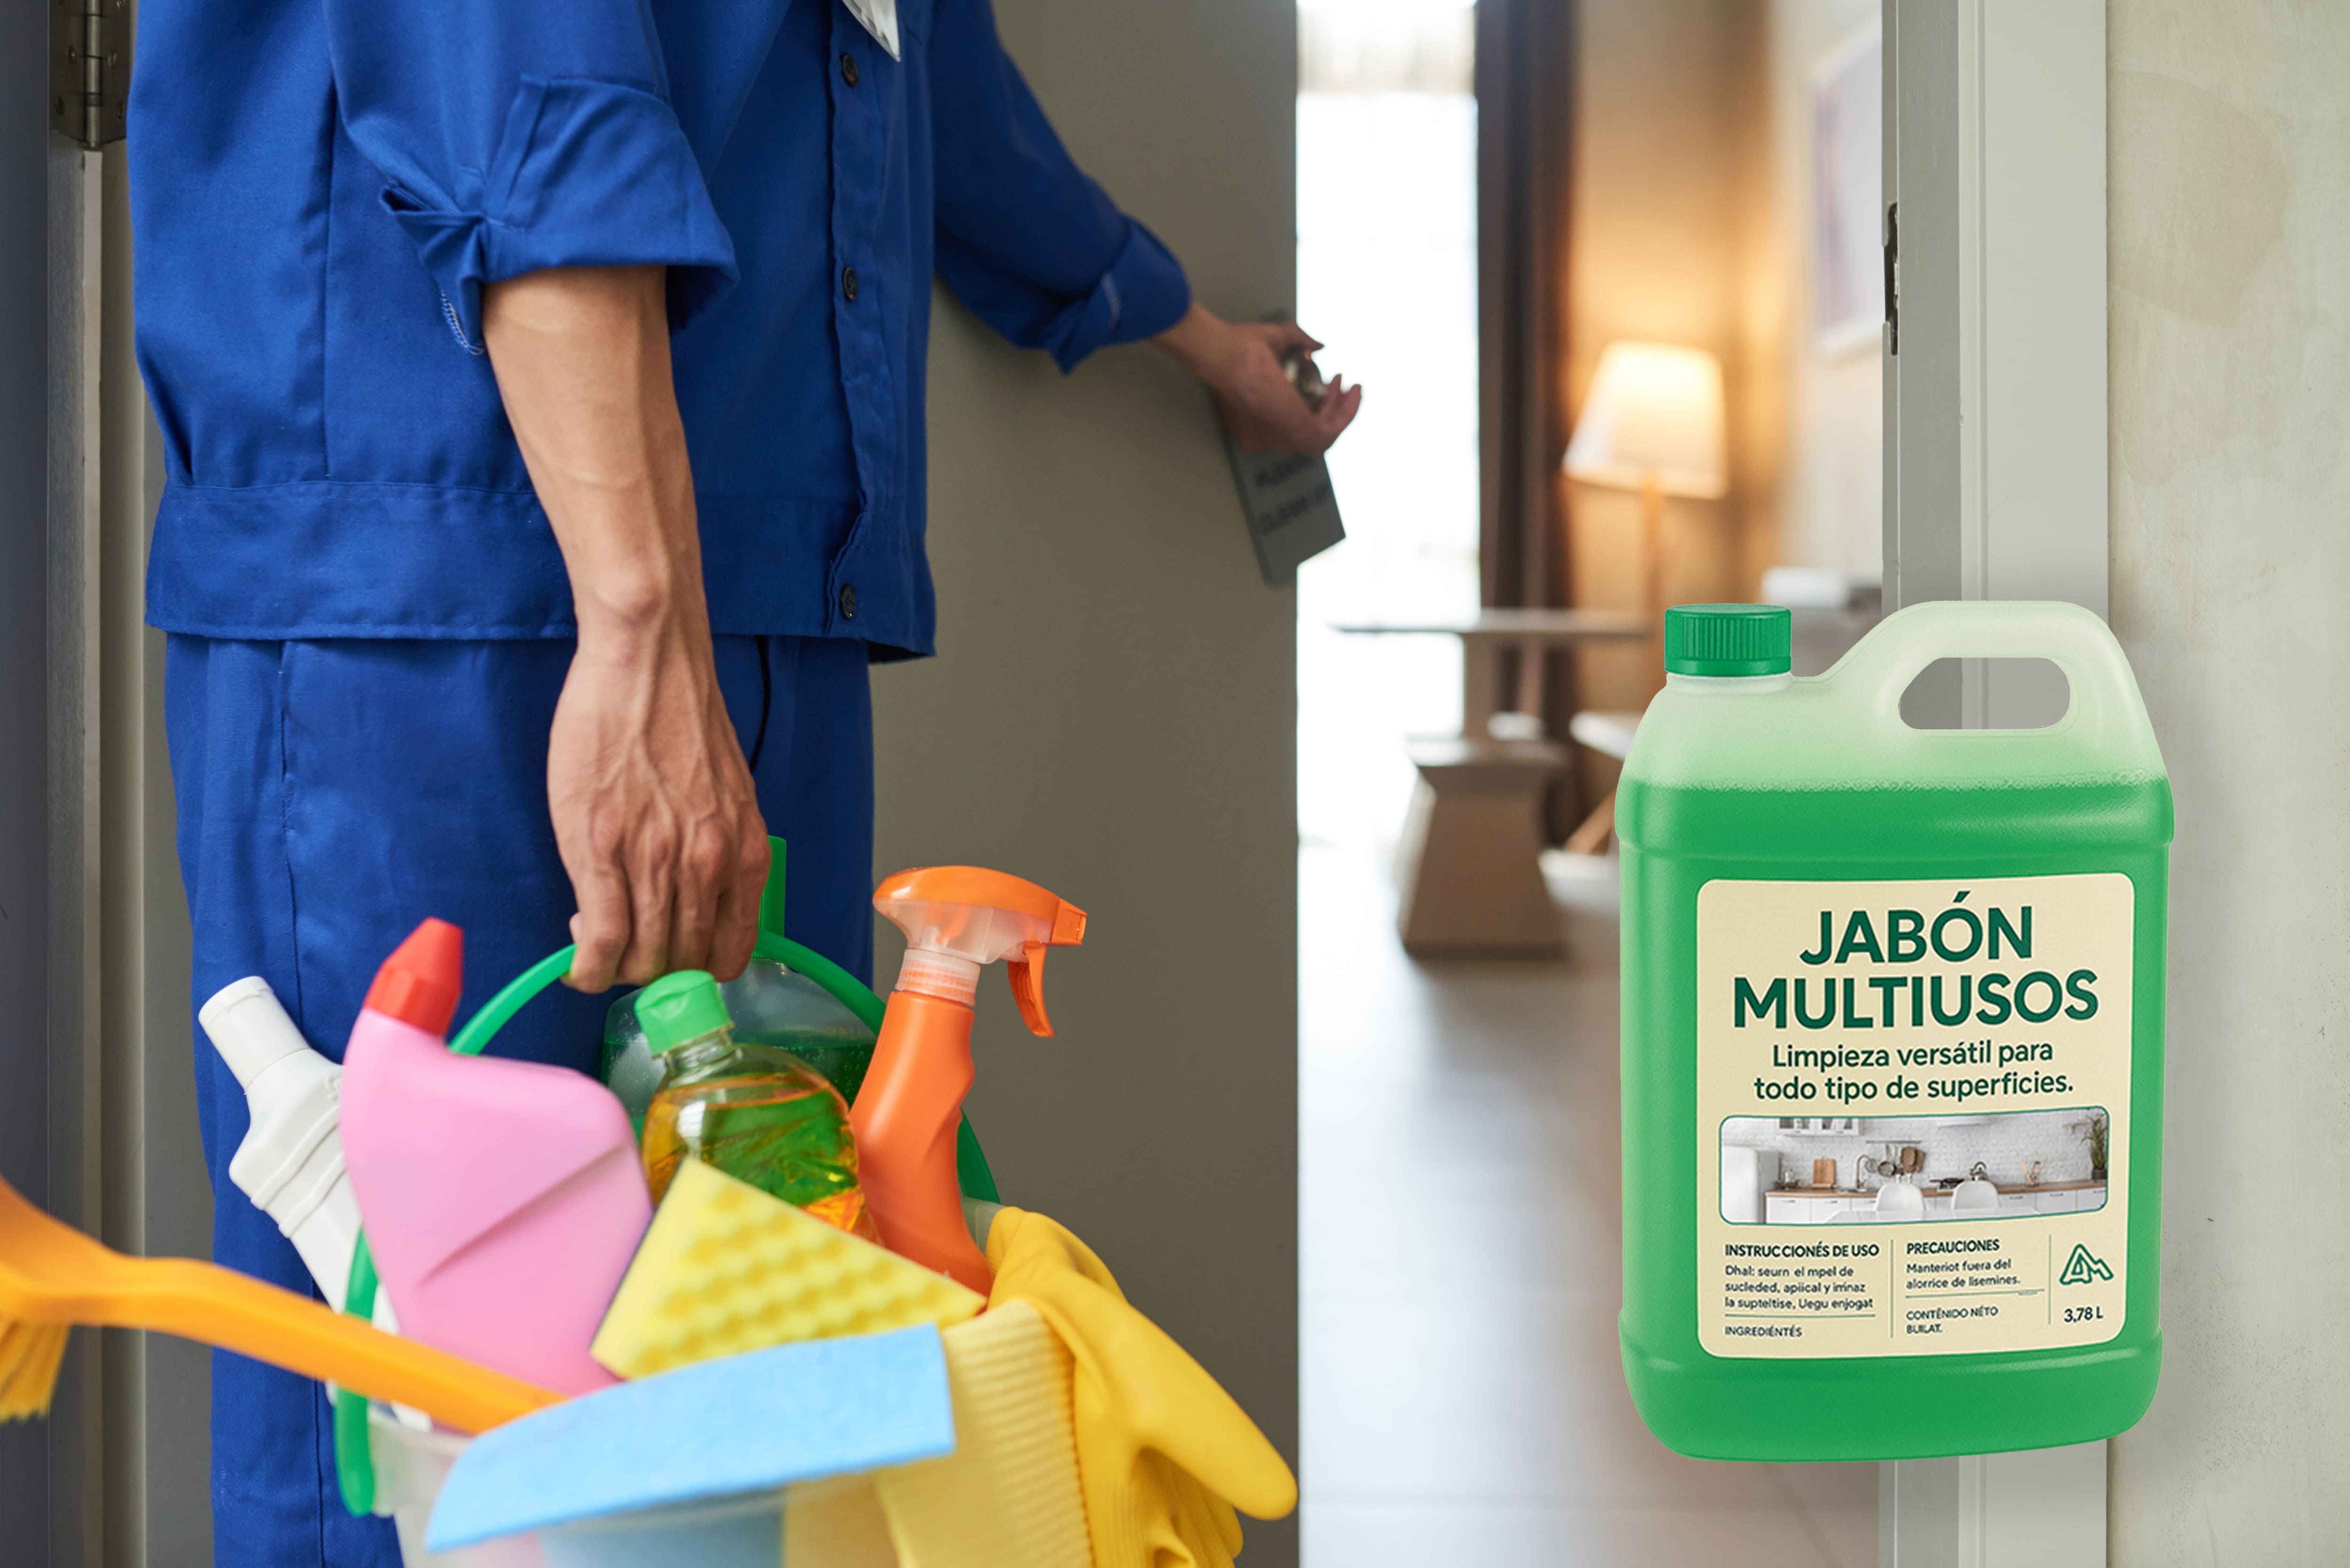 JABÓN
MULTIUSOS
Limpieza versátil para
todo tipo de superficies.
INSTRUCCIONÉS DE USO
Dhal: seurn el mpel de
sucleded, apiical y irinaz
la supteltise, Uegu enjogat
INGREDIÉNTÉS
PRECAUCIONES
Manteriot fuera del
alorrice de lisemines.
CONTÉNIDO NÉTO
BUILAT.
3,78 L